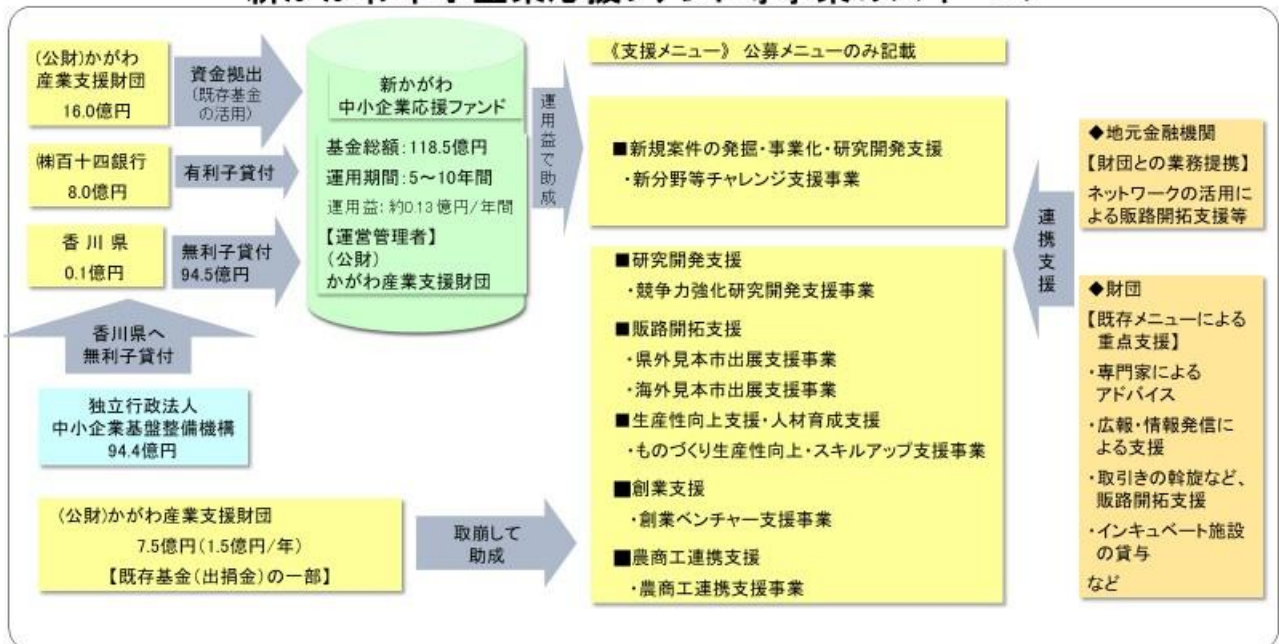 (公財)かがわ
産業支援財団
16.0億円
資金拠出
(既存基金
の活用)
㈱百十四銀行
8.0億円
有利子貸付
香川県
0.1億円
無利子貸付
94.5億円
香川県へ
無利子貸付
独立行政法人
中小企業基盤整備機構
94.4億円
新かがわ
中小企業応援ファンド
基金総額:118.5億円
運用期間:5～10年間
運用益:約0.13億円/年間
【運営管理者】
(公財)
かがわ産業支援財団
運用益で助成
(公財)かがわ産業支援財団
7.5億円(1.5億円/年)
【既存基金(出捐金)の一部】
取崩して
助成
《支援メニュー》 公募メニューのみ記載
■新規案件の発掘・事業化・研究開発支援
・新分野等チャレンジ支援事業
■研究開発支援
・競争力強化研究開発支援事業
■販路開拓支援
・県外見本市出展支援事業
・海外見本市出展支援事業
■生産性向上支援・人材育成支援
・ものづくり生産性向上・スキルアップ支援事業
■創業支援
・創業ベンチャー支援事業
■農商工連携支援
・農商工連携支援事業
連携支援
◆地元金融機関
【財団との業務提携】
ネットワークの活用に
よる販路開拓支援等
◆財団
【既存メニューによる
重点支援】
・専門家による
アドバイス
・広報・情報発信に
よる支援
・取引きの斡旋など、
販路開拓支援
・インキュベート施設
の貸与
など